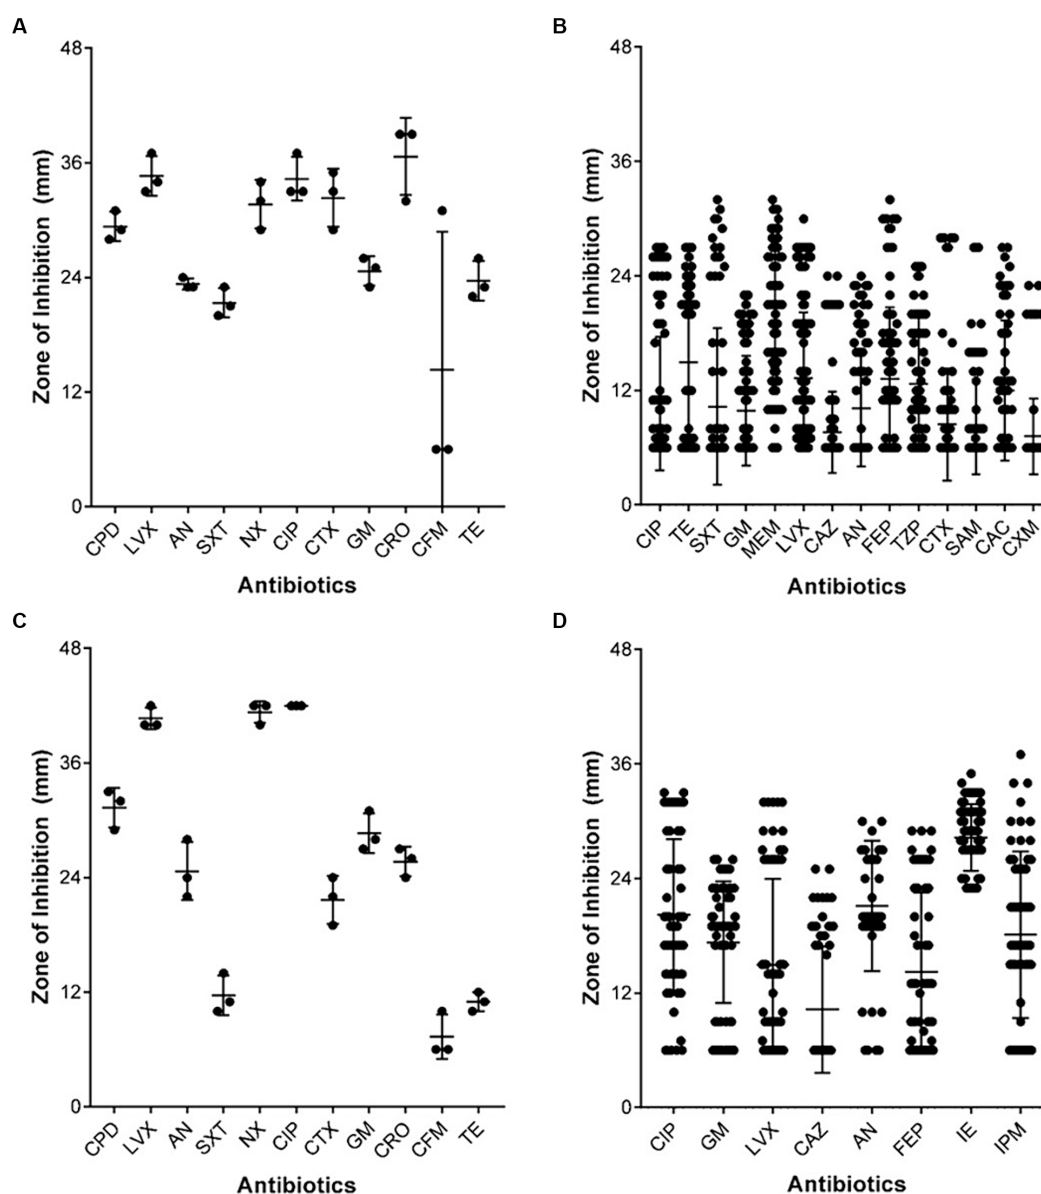 A
48
36
24
12
0
Zone of Inhibition (mm)
CPD LVX AN SXT NX CIP CTX GM CRO CFM TE
Antibiotics
B
48
36
24
12
0
Zone of Inhibition (mm)
CIP TE SXT GM MEM LVX CAZ AN FEP TZP CTX SAM CAC CXM
Antibiotics
C
48
36
24
12
0
Zone of Inhibition (mm)
CPD LVX AN SXT NX CIP CTX GM CRO CFM TE
Antibiotics
D
48
36
24
12
0
Zone of Inhibition (mm)
CIP GM LVX CAZ AN FEP IE IPM
Antibiotics